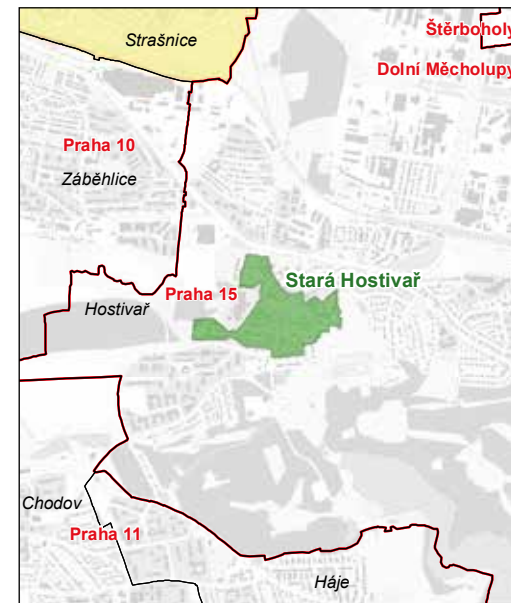 Štěrboholy
Strašnice
Dolní Měcholupy
Praha 10
Záběhlice
Stará Hostivař
Praha 15
Hostivař
Chodov
Praha 11
Háje